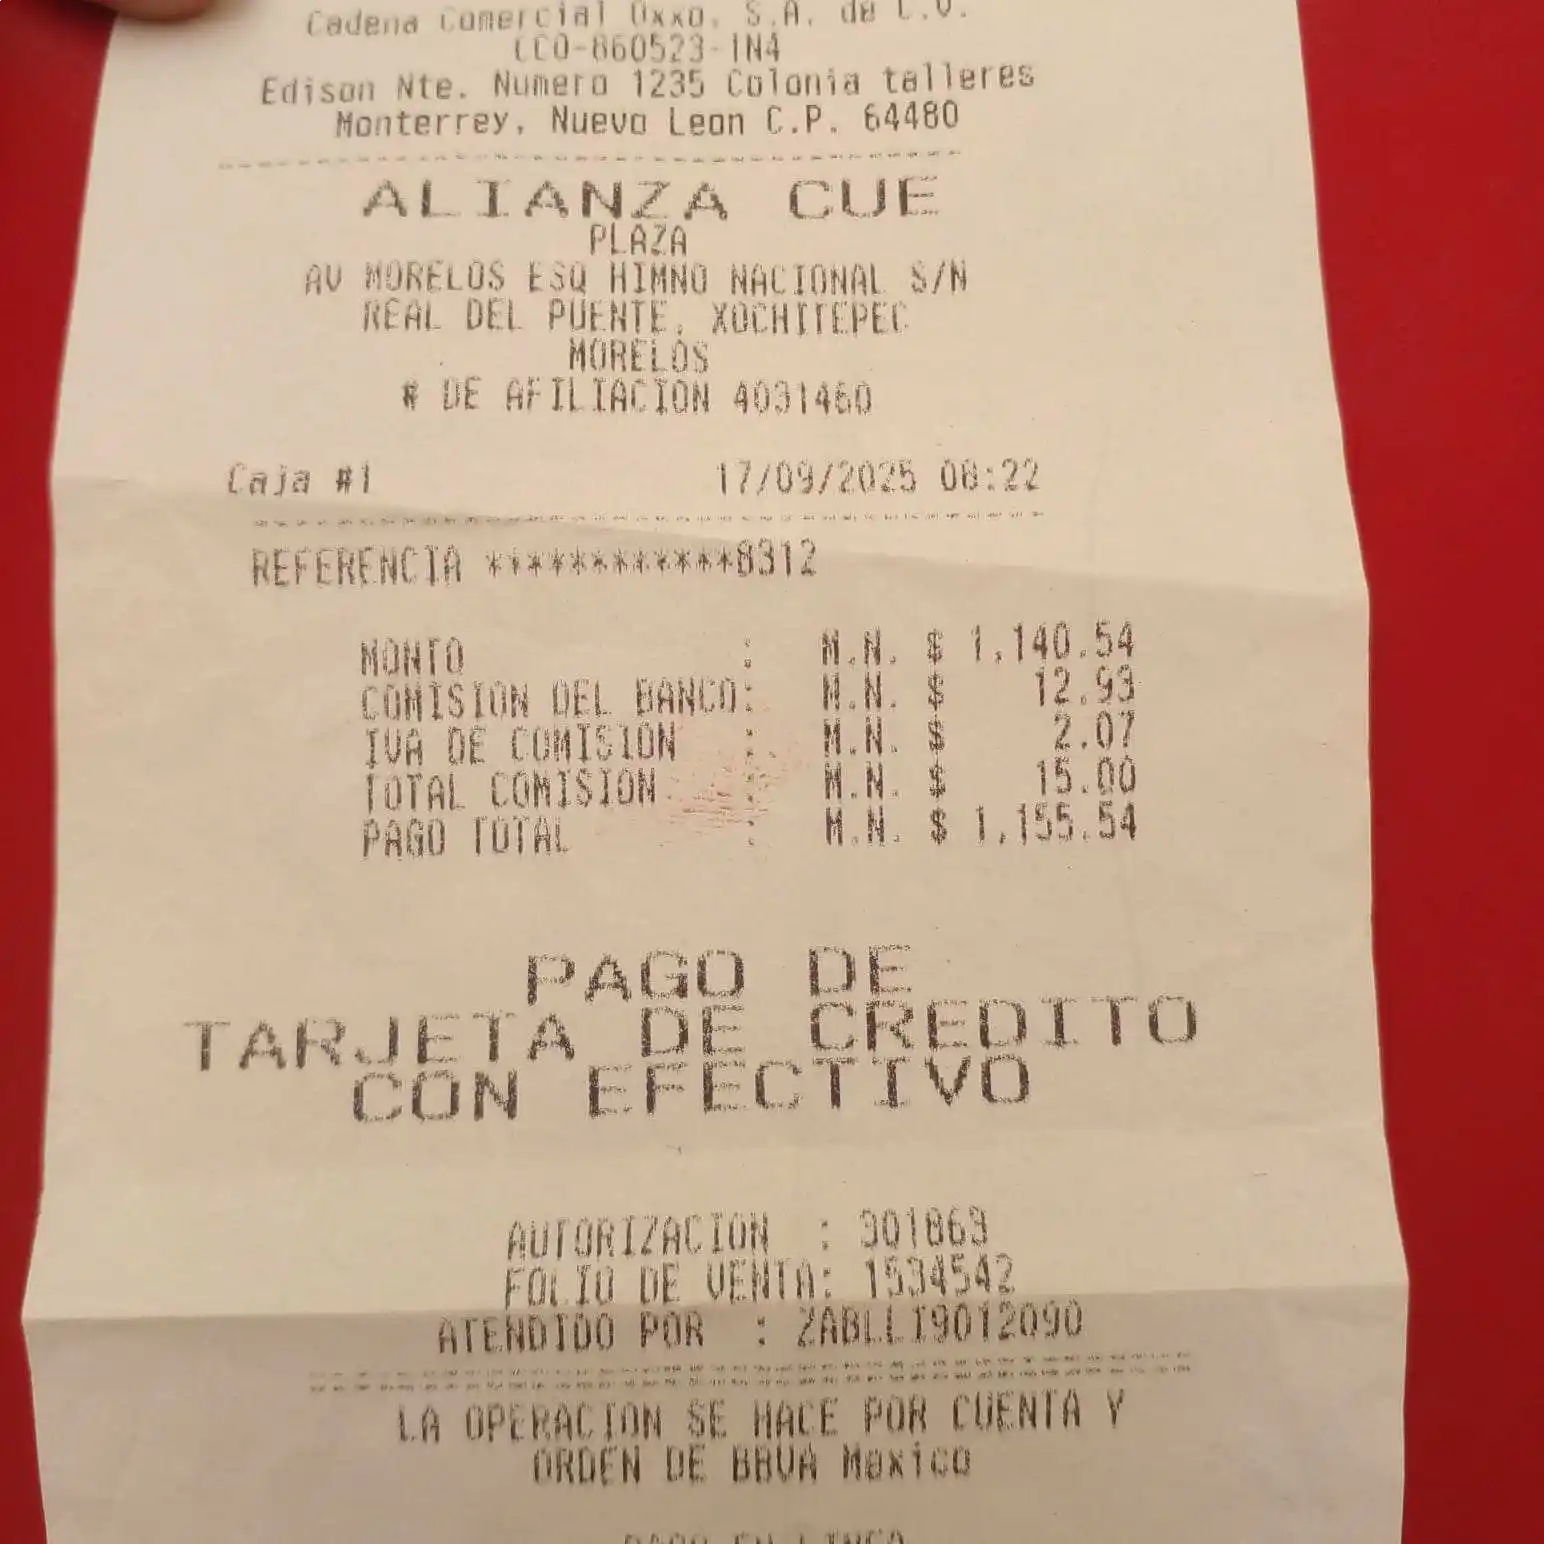 Cadena Comercial Oxxo, S.A. de C.V.
CCO-860523-1N4
Edison Nte. Numero 1235 Colonia talleres
Monterrey, Nuevo Leon C.P. 64480
ALIANZA CUE
PLAZA
AV MORELOS ESQ HIMNO NACIONAL S/N
REAL DEL PUENTE, XOCHITEPEC
MORELOS
# DE AFILIACION 4031460
Caja #1 17/09/2025 08:22
REFERENCIA ************8312
MONTO : M.N. $ 1,140.54
COMISION DEL BANCO: M.N. $ 12.93
IVA DE COMISION : M.N. $ 2.07
TOTAL COMISION : M.N. $ 15.00
PAGO TOTAL : M.N. $ 1,155.54
PAGO DE
TARJETA DE CREDITO
CON EFECTIVO
AUTORIZACION : 301869
FOLIO DE VENTA: 1534542
ATENDIDO POR : ZABLLI9012090
LA OPERACION SE HACE POR CUENTA Y
ORDEN DE BBVA Mexico
PAGO EN LINEA